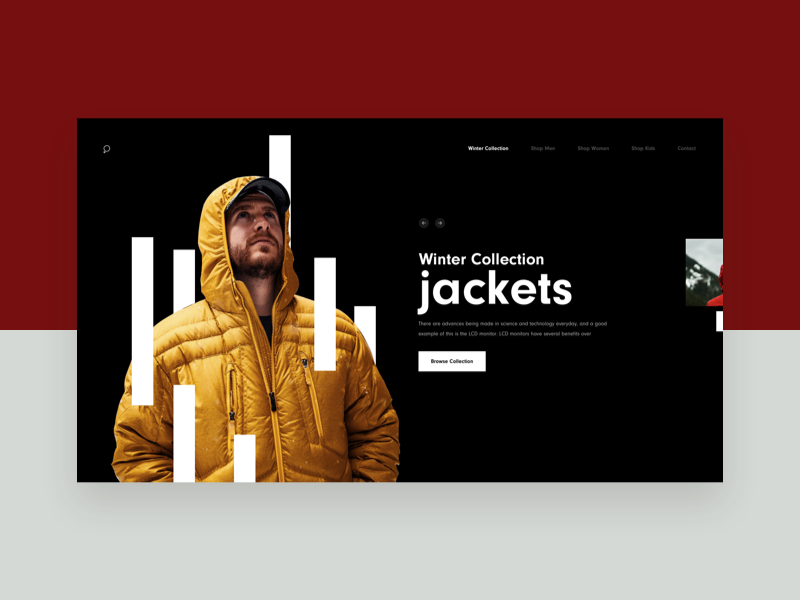 Winter Collection
Shop Men
Shop Women
Shop Kids
Contact
Winter Collection
jackets
There are advances being made in science and technology everyday, and a good
example of this is the LCD monitor. LCD monitors have several benefits over
Browse Collection